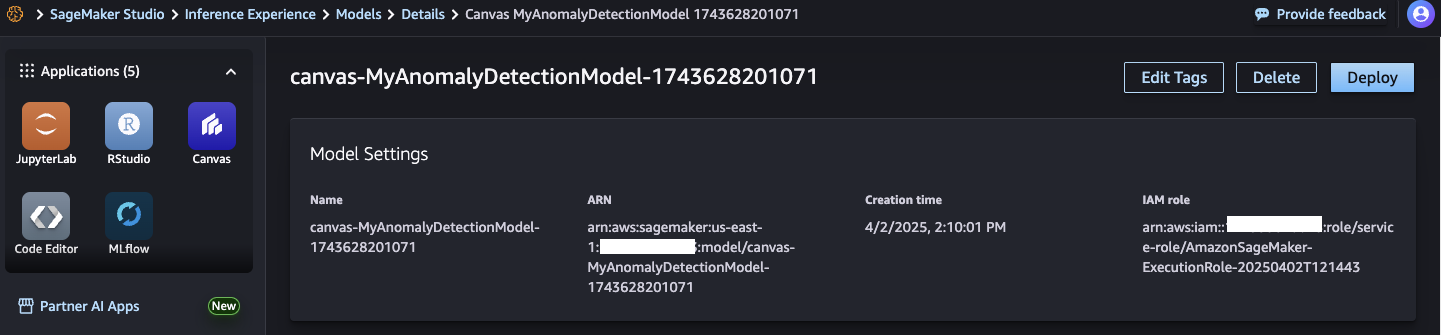 SageMaker Studio > Inference Experience > Models > Details > Canvas MyAnomalyDetectionModel 1743628201071
Provide feedback
Applications (5)
JupyterLab
RStudio
Canvas
Code Editor
MLflow
Partner AI Apps
New
canvas-MyAnomalyDetectionModel-1743628201071
Edit Tags
Delete
Deploy
Model Settings
Name
canvas-MyAnomalyDetectionModel-
1743628201071
ARN
arn:aws:sagemaker:us-east-
1: :model/canvas-
MyAnomalyDetectionModel-
1743628201071
Creation time
4/2/2025, 2:10:01 PM
IAM role
arn:aws:iam:: :role/servic
e-role/AmazonSageMaker-
ExecutionRole-20250402T121443